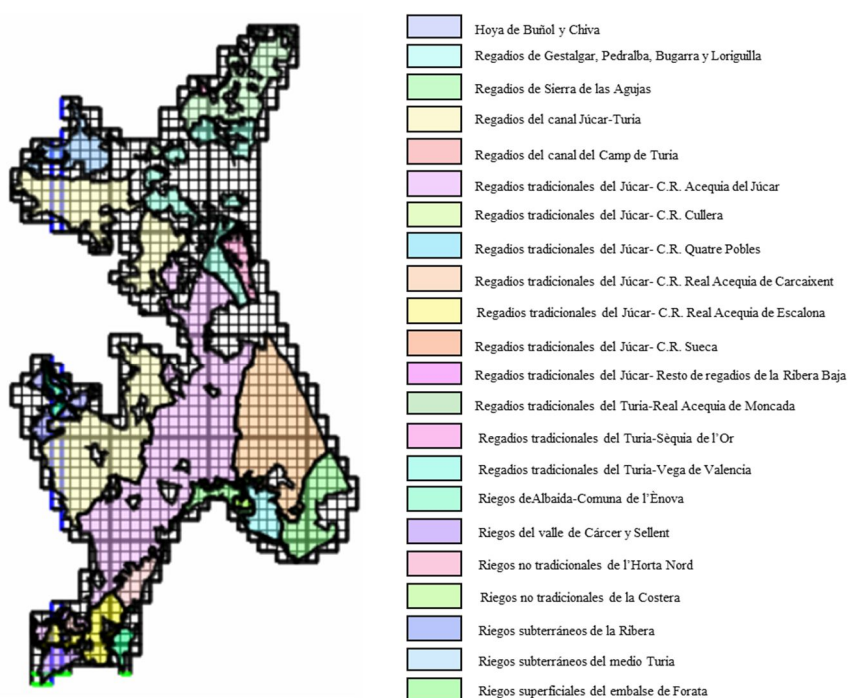 Hoya de Buñol y Chiva
Regadios de Gestalgar, Pedralba, Bugarra y Loriguilla
Regadíos de Sierra de las Agujas
Regadíos del canal Júcar-Turia
Regadíos del canal del Camp de Turia
Regadíos tradicionales del Júcar- C.R. Acequia del Júcar
Regadíos tradicionales del Júcar- C.R. Cullera
Regadíos tradicionales del Júcar- C.R. Quatre Pobles
Regadíos tradicionales del Júcar- C.R. Real Acequia de Carcaixent
Regadíos tradicionales del Júcar- C.R. Real Acequia de Escalona
Regadíos tradicionales del Júcar- C.R. Sueca
Regadíos tradicionales del Júcar- Resto de regadíos de la Ribera Baja
Regadíos tradicionales del Turia-Real Acequia de Moncada
Regadíos tradicionales del Turia-Sèquia de l'Or
Regadíos tradicionales del Turia-Vega de Valencia
Riegos deAlbaida-Comuna de l'Ènova
Riegos del valle de Cárcer y Sellent
Riegos no tradicionales de l'Horta Nord
Riegos no tradicionales de la Costera
Riegos subterráneos de la Ribera
Riegos subterráneos del medio Turia
Riegos superficiales del embalse de Forata